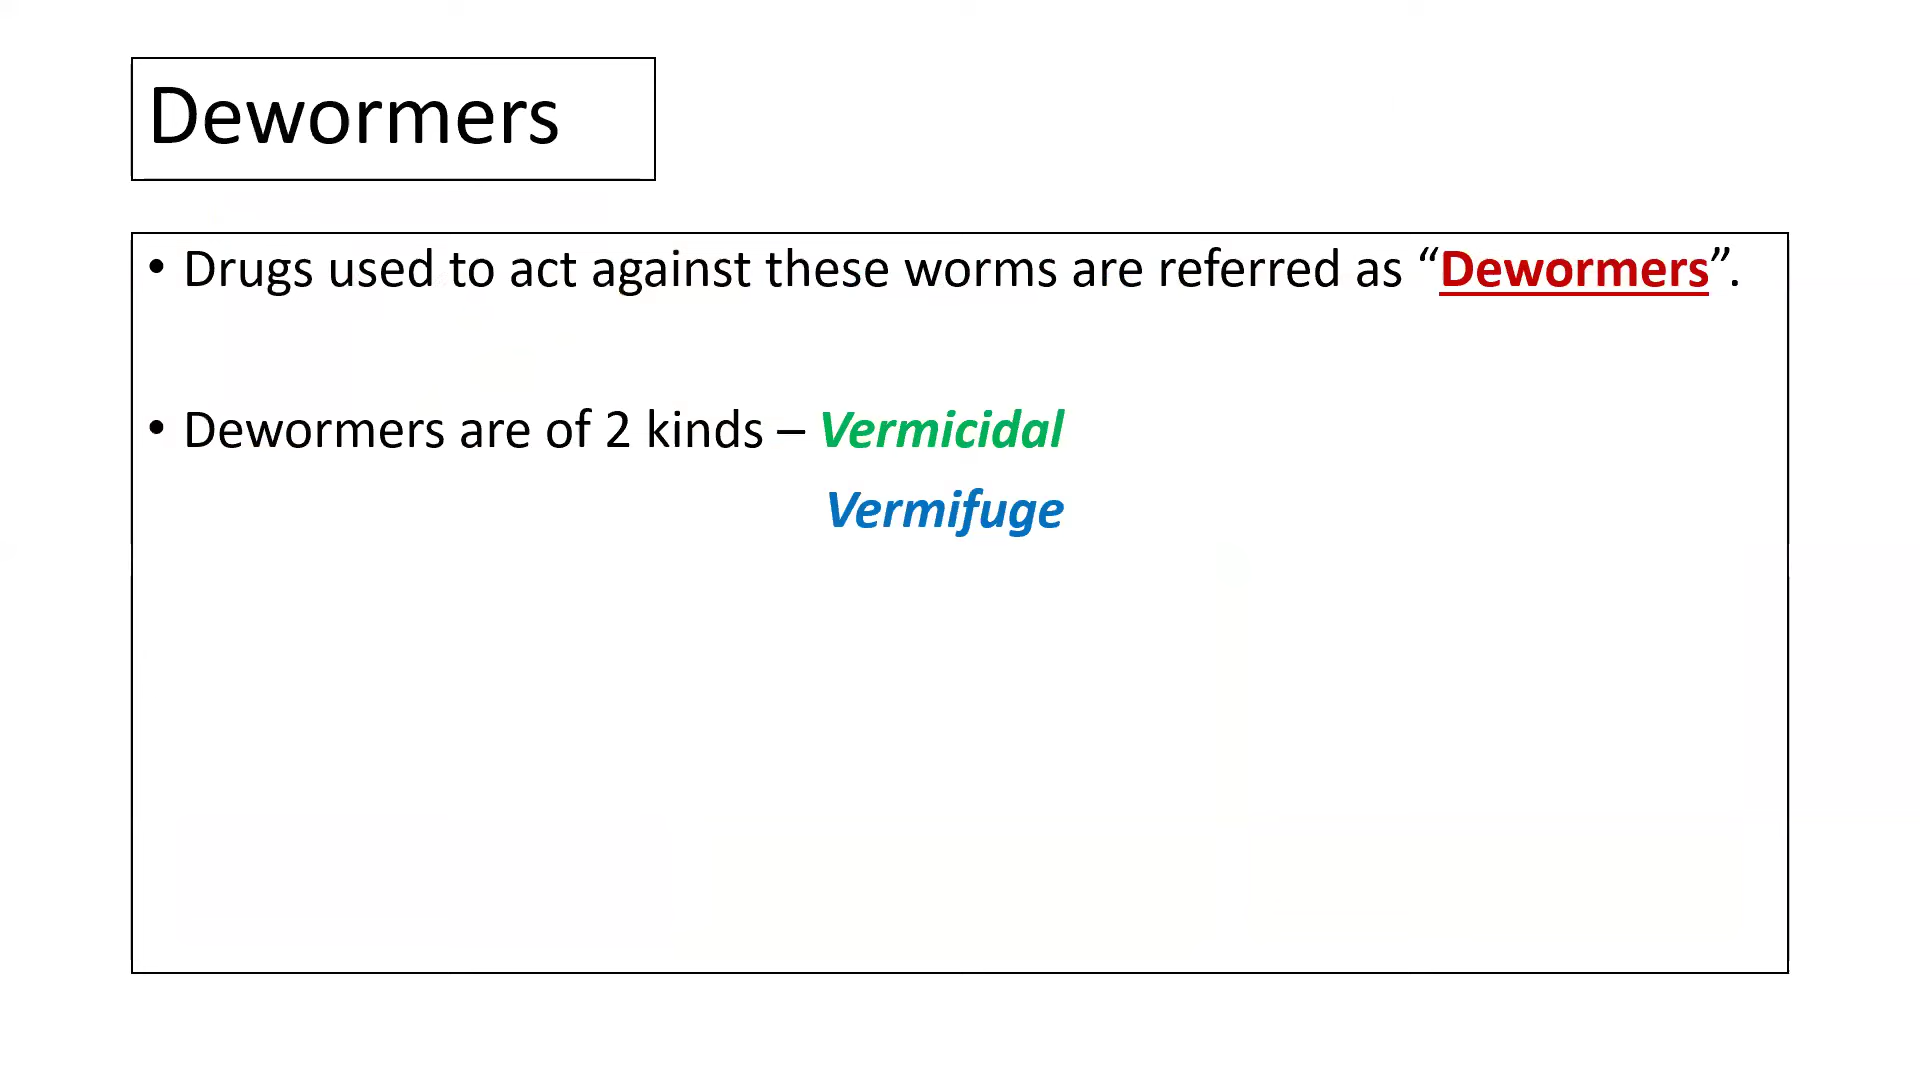 Dewormers
• Drugs used to act against these worms are referred as “Dewormers”.
• Dewormers are of 2 kinds – Vermicidal
Vermifuge